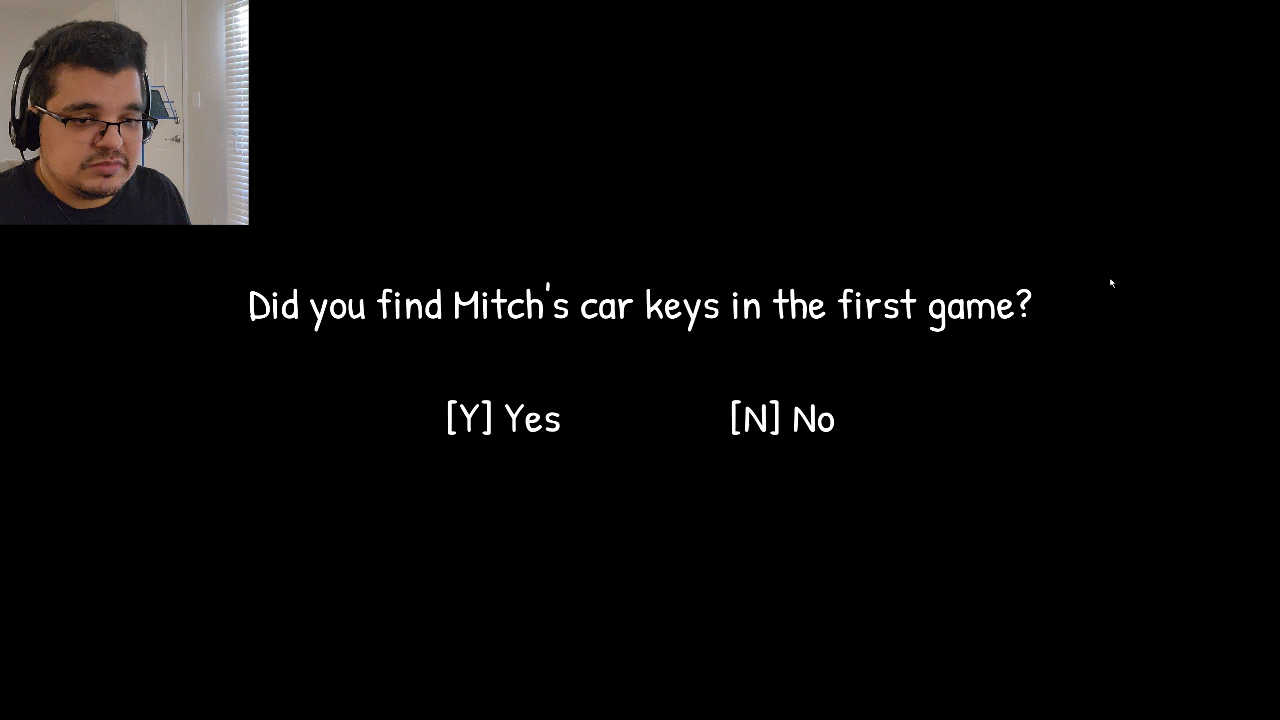 Did you find Mitch's car keys in the first game?
[Y] Yes [N] No